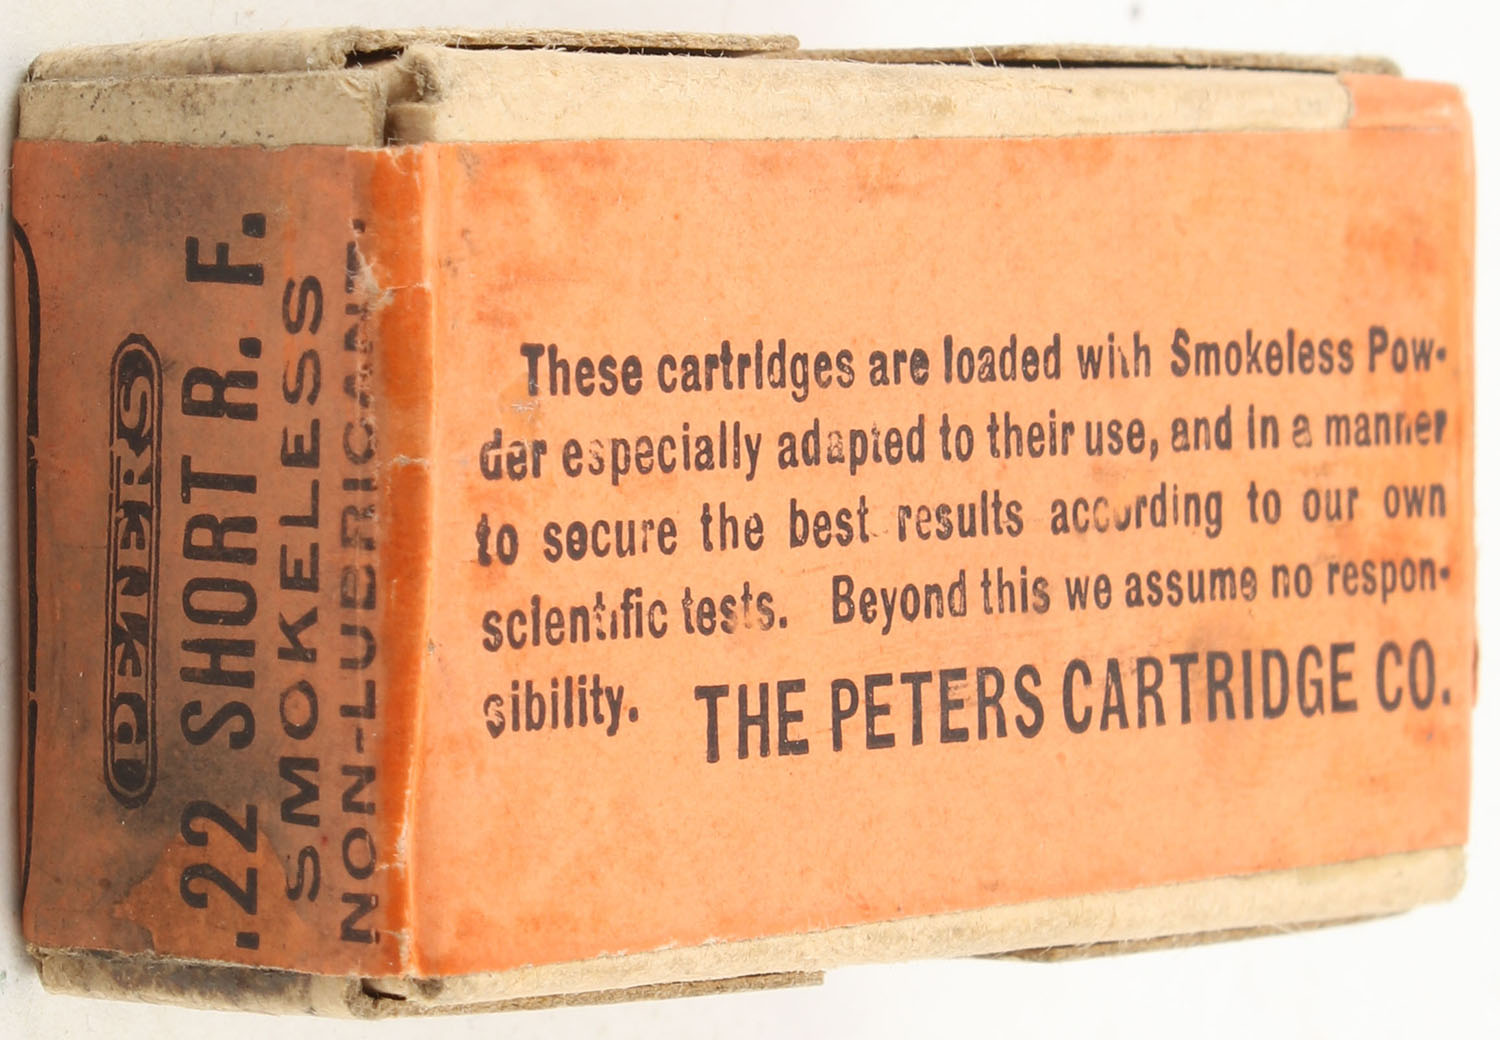 PETERS
.22 SHORT R. F.
SMOKELESS
NON-LUBRICANT.
These cartridges are loaded with Smokeless Pow-
der especially adapted to their use, and in a manner
to secure the best results according to our own
scientific tests. Beyond this we assume no respon-
sibility. THE PETERS CARTRIDGE CO.